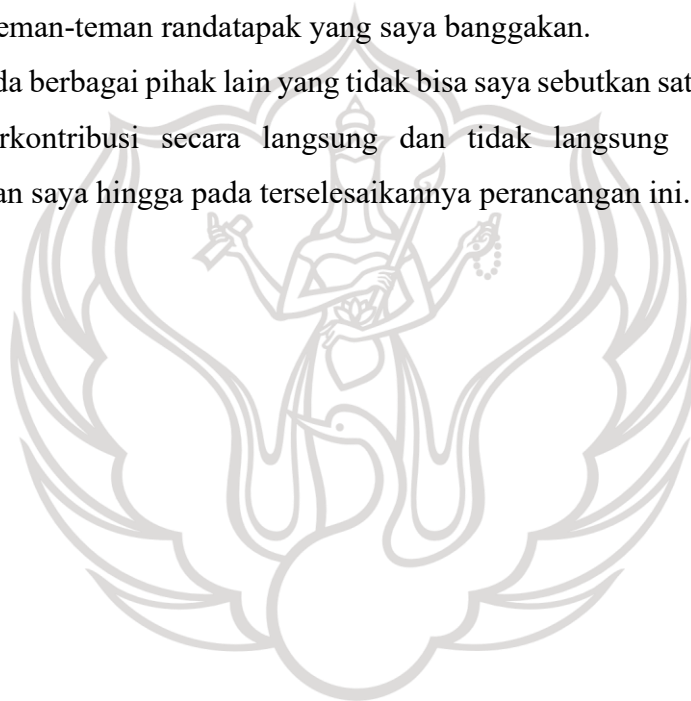 eman-teman randatapak yang saya banggakan.
da berbagai pihak lain yang tidak bisa saya sebutkan sat
rkontribusi secara langsung dan tidak langsung
an saya hingga pada terselesaikannya perancangan ini.